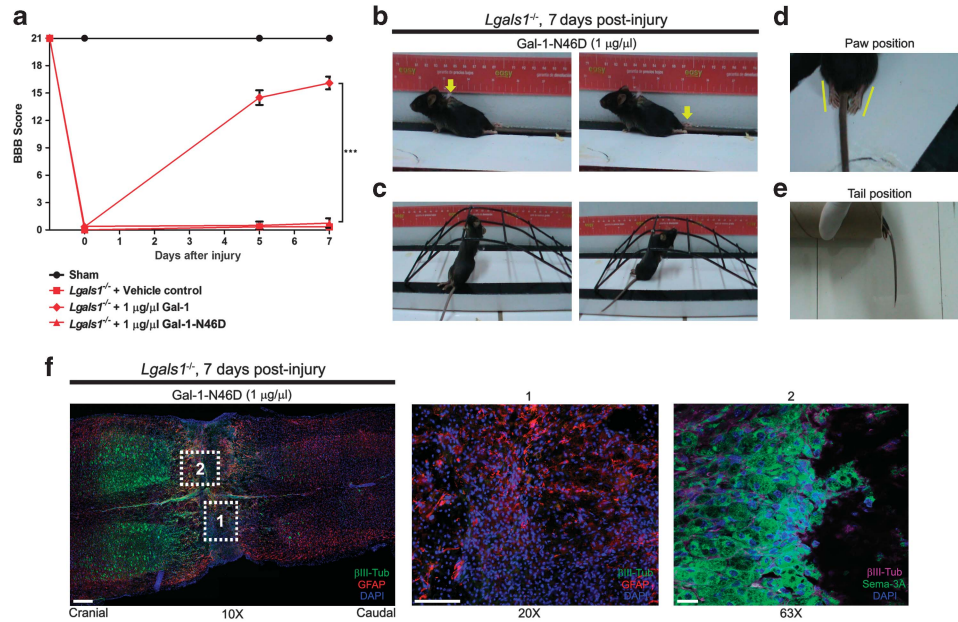 a
21
18
15
12
9
6
3
0
BBB Score
0 1 2 3 4 5 6 7
Days after injury
***
Sham
Lgals1-/- + Vehicle control
Lgals1-/- + 1 µg/µl Gal-1
Lgals1-/- + 1 µg/µl Gal-1-N46D
b
Lgals1-/-, 7 days post-injury
Gal-1-N46D (1 µg/µl)
c
d
Paw position
e
Tail position
f
Lgals1-/-, 7 days post-injury
Gal-1-N46D (1 µg/µl)
2
1
βIII-Tub
GFAP
DAPI
Cranial 10X Caudal
1
βIII-Tub
GFAP
DAPI
20X
2
βIII-Tub
Sema-3A
DAPI
63X